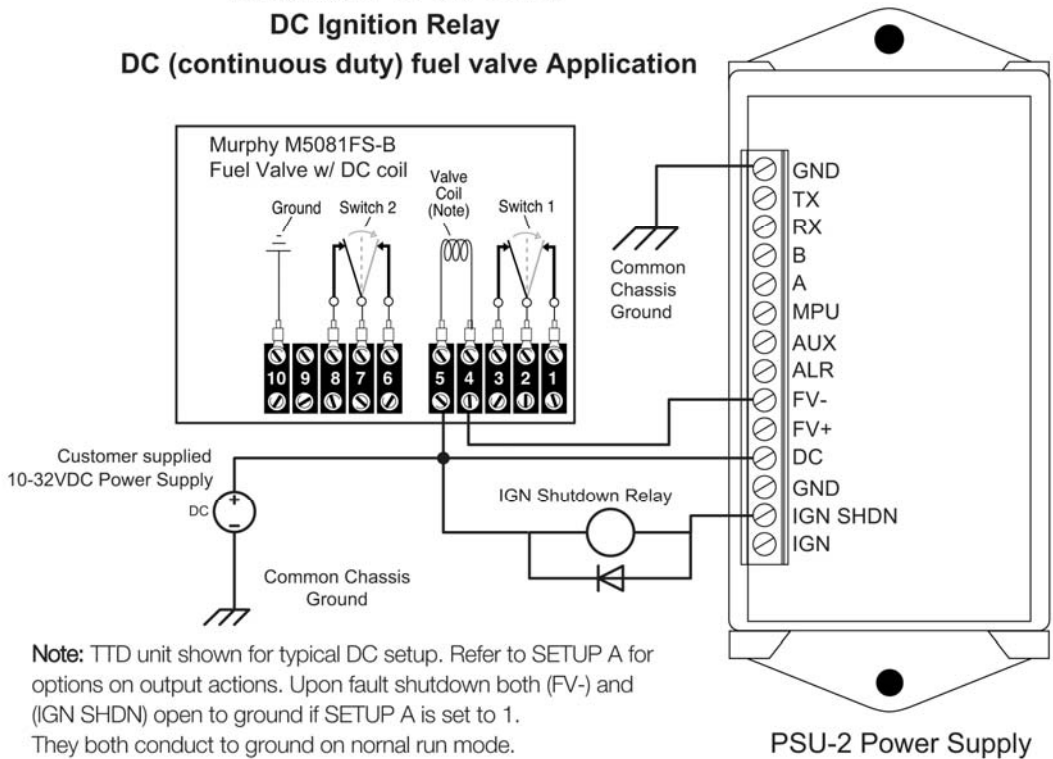 DC Ignition Relay
DC (continuous duty) fuel valve Application
Murphy M5081FS-B
Fuel Valve w/ DC coil
Ground
Switch 2
Valve
Coil
(Note)
Switch 1
10
9
8
7
6
5
4
3
2
1
Common
Chassis
Ground
GND
TX
RX
B
A
MPU
AUX
ALR
FV-
FV+
DC
GND
IGN SHDN
IGN
Customer supplied
10-32VDC Power Supply
DC
+
−
IGN Shutdown Relay
Common Chassis
Ground
Note: TTD unit shown for typical DC setup. Refer to SETUP A for
options on output actions. Upon fault shutdown both (FV-) and
(IGN SHDN) open to ground if SETUP A is set to 1.
They both conduct to ground on nornal run mode.
PSU-2 Power Supply